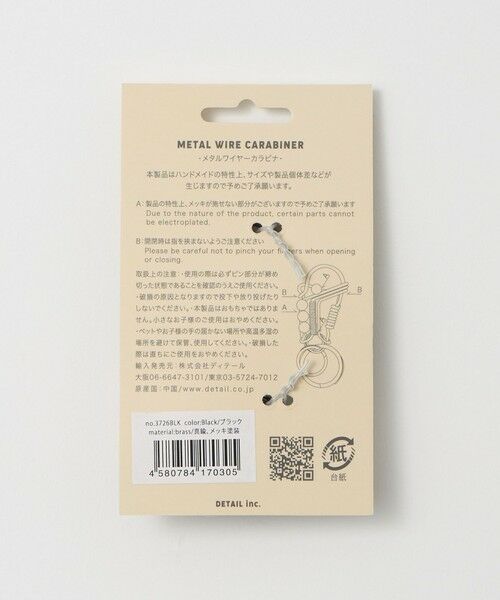 METAL WIRE CARABINER
-メタルワイヤーカラビナ-
本製品はハンドメイドの特性上、サイズや製品個体差などが
生じますので予めご了承願います。
A: 製品の特性上、メッキが施せない部分がございますので予めご了承願います
Due to the nature of the product, certain parts cannot
be electroplated.
B: 開閉時は指を挟まないようご注意ください
Please be careful not to pinch your fingers when opening
or closing.
取扱上の注意：・使用の際は必ずピン部分が締め
切った状態であることを確認のうえご使用ください。
・破損の原因となりますので投下や放り投げたり
しないでください。・本製品はおもちゃではありま
せん。小さなお子様のご使用はおやめください。
・ペットやお子様の手の届かない場所や高温多湿の
場所を避けて保管、使用してください。・破損した
際は直ちにご使用をおやめください。
輸入発売元：株式会社ディテール
大阪06-6647-3101/東京03-5724-7012
原産国：中国/www.detail.co.jp
B
A
B
no.3726BLK color:Black/ブラック
material:brass/真鍮、メッキ塗装
4 580784 170305
紙
台紙
DETAIL inc.